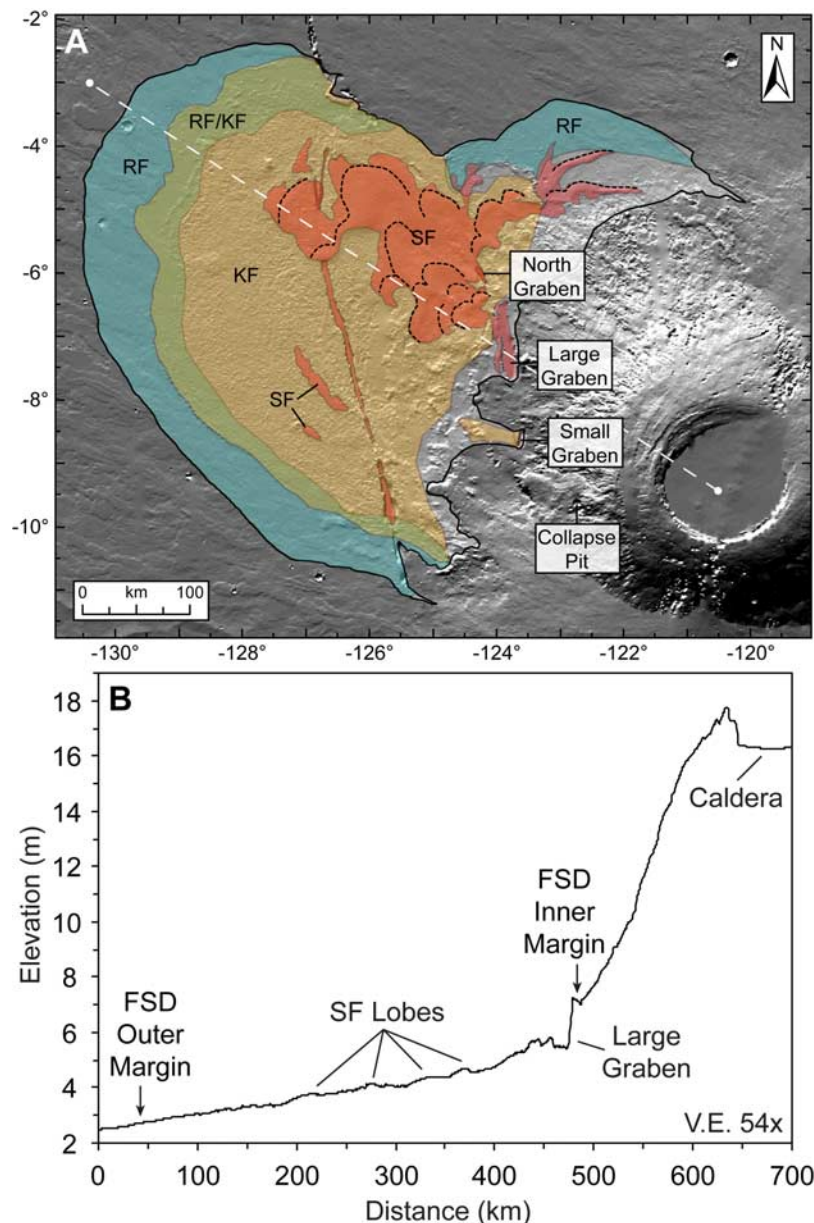 -2°
A
N
RF/KF
RF
RF
-4°
SF
North
Graben
-6°
KF
Large
Graben
SF
-8°
Small
Graben
Collapse
Pit
-10°
km
0 100
-130 -128 -126 -124 -122 -121 -120
B
18
16
14
12
10
8
6
4
2
Elevation (m)
Caldera
FSD
Inner
Margin
FSD
Outer
Margin
SF Lobes
Large
Graben
V.E. 54x
0 100 200 300 400 500 600 700
Distance (km)